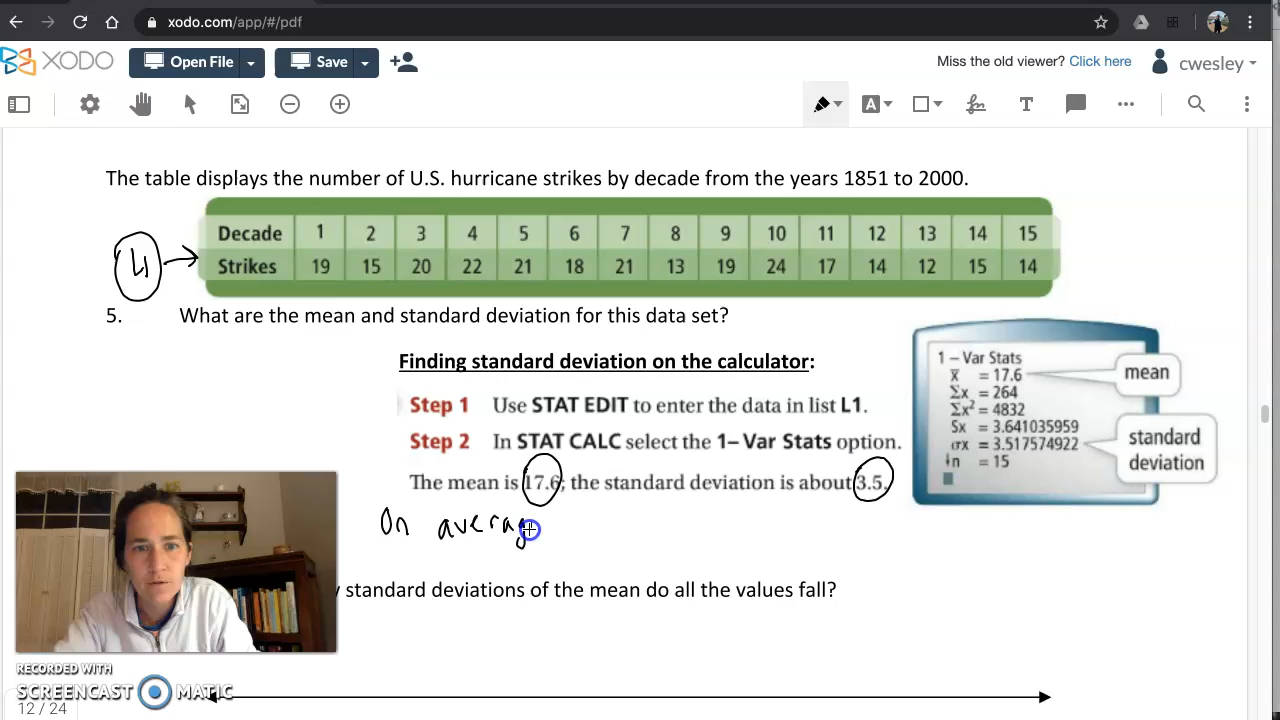 xodo.com/app/#/pdf
XODO Open File Save Miss the old viewer? Click here cwesley
The table displays the number of U.S. hurricane strikes by decade from the years 1851 to 2000.
Decade 1 2 3 4 5 6 7 8 9 10 11 12 13 14 15
Strikes 19 15 20 22 21 18 21 13 19 24 17 14 12 15 14
L1
5. What are the mean and standard deviation for this data set?
Finding standard deviation on the calculator:
Step 1 Use STAT EDIT to enter the data in list L1.
Step 2 In STAT CALC select the 1–Var Stats option.
The mean is 17.6; the standard deviation is about 3.5.
1–Var Stats
x̄ = 17.6
Σx = 264
Σx² = 4832
Sx = 3.641035959
σx = 3.517574922
↓n = 15
mean
standard
deviation
On averag
standard deviations of the mean do all the values fall?
RECORDED WITH
SCREENCAST MATIC
12 / 24